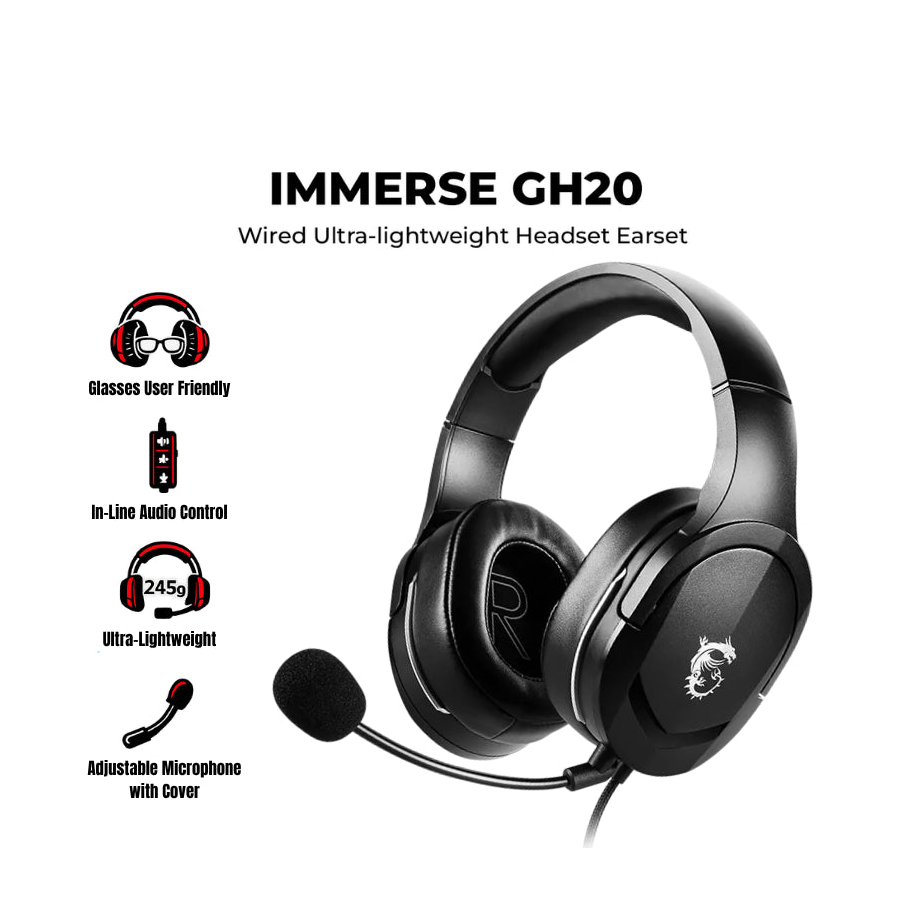 IMMERSE GH20
Wired Ultra-lightweight Headset Earset
Glasses User Friendly
In-Line Audio Control
245g
Ultra-Lightweight
Adjustable Microphone
with Cover
R